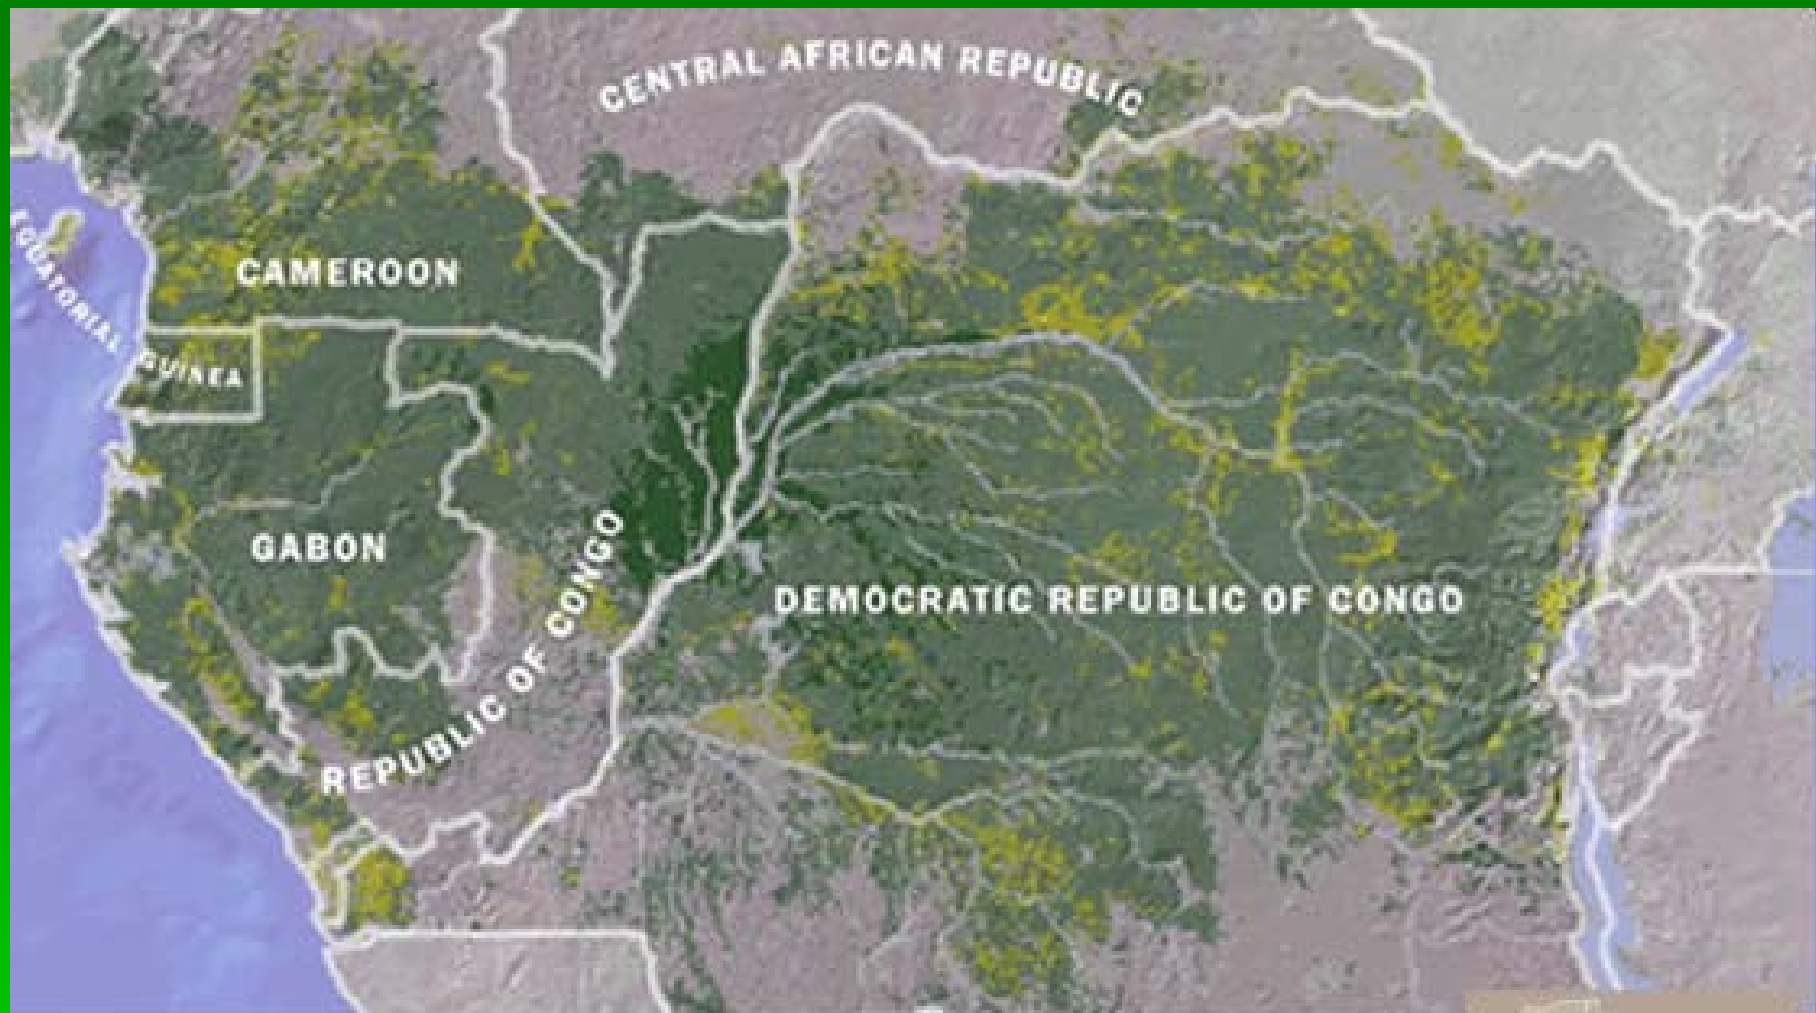 CENTRAL AFRICAN REPUBLIC
CAMEROON
EQUATORIAL
GUINEA
GABON
REPUBLIC OF CONGO
DEMOCRATIC REPUBLIC OF CONGO